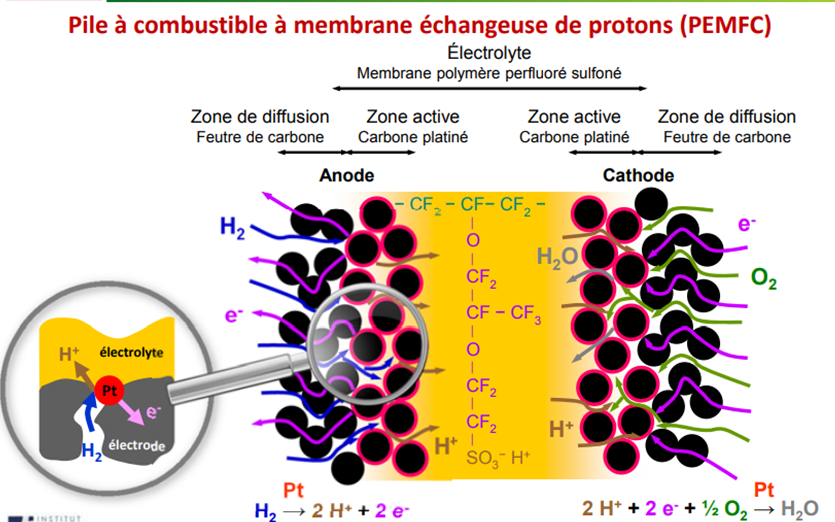 Pile à combustible à membrane échangeuse de protons (PEMFC)
Électrolyte
Membrane polymère perfluoré sulfoné
Zone de diffusion
Feutre de carbone
Zone active
Carbone platiné
Zone active
Carbone platiné
Zone de diffusion
Feutre de carbone
Anode
Cathode
– CF₂ – CF – CF₂ –
O
CF₂
CF – CF₃
O
CF₂
CF₂
SO₃⁻ H⁺
H₂
e⁻
H⁺
H₂O
H⁺
e⁻
O₂
électrolyte
H⁺
Pt
e⁻
H₂
électrode
Pt
H₂ → 2 H⁺ + 2 e⁻
Pt
2 H⁺ + 2 e⁻ + ½ O₂ → H₂O
INSTITUT